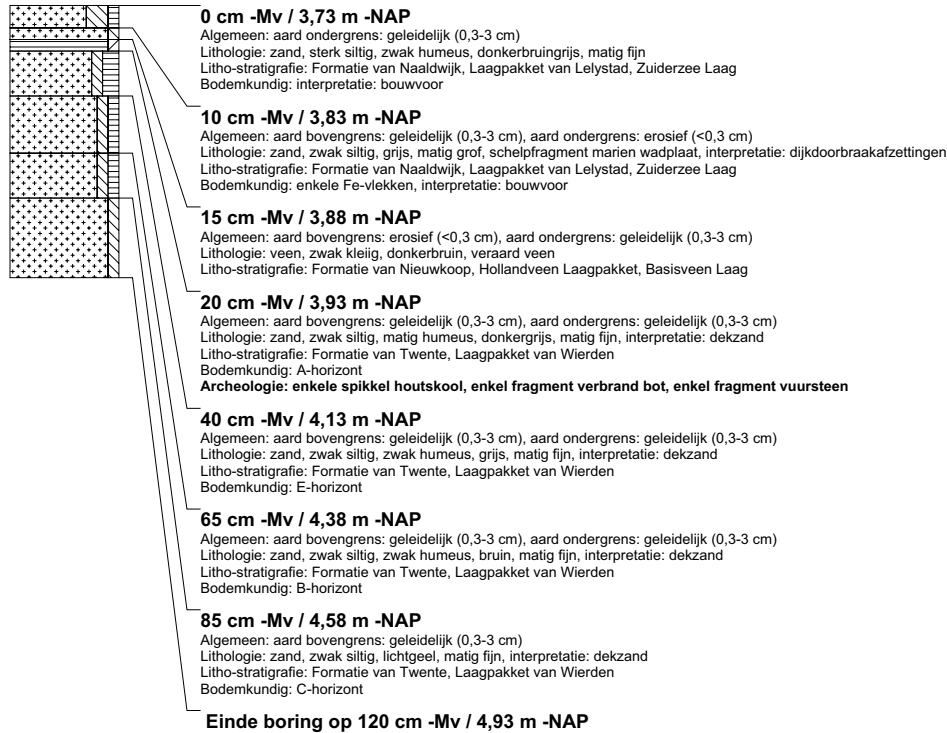 0 cm -Mv / 3,73 m -NAP
Algemeen: aard ondergrens: geleidelijk (0,3-3 cm)
Lithologie: zand, sterk siltig, zwak humeus, donkerbruingrijs, matig fijn
Litho-stratigrafie: Formatie van Naaldwijk, Laagpakket van Lelystad, Zuiderzee Laag
Bodemkundig: interpretatie: bouwvoor
10 cm -Mv / 3,83 m -NAP
Algemeen: aard bovengrens: geleidelijk (0,3-3 cm), aard ondergrens: erosief (<0,3 cm)
Lithologie: zand, zwak siltig, grijs, matig grof, schelpfragment marien wadplaat, interpretatie: dijkdoorbraakafzettingen
Litho-stratigrafie: Formatie van Naaldwijk, Laagpakket van Lelystad, Zuiderzee Laag
Bodemkundig: enkele Fe-vlekken, interpretatie: bouwvoor
15 cm -Mv / 3,88 m -NAP
Algemeen: aard bovengrens: erosief (<0,3 cm), aard ondergrens: geleidelijk (0,3-3 cm)
Lithologie: veen, zwak kleiig, donkerbruin, veraard veen
Litho-stratigrafie: Formatie van Nieuwkoop, Hollandveen Laagpakket, Basisveen Laag
20 cm -Mv / 3,93 m -NAP
Algemeen: aard bovengrens: geleidelijk (0,3-3 cm), aard ondergrens: geleidelijk (0,3-3 cm)
Lithologie: zand, zwak siltig, matig humeus, donkergrijs, matig fijn, interpretatie: dekzand
Litho-stratigrafie: Formatie van Twente, Laagpakket van Wierden
Bodemkundig: A-horizont
Archeologie: enkele spikkel houtskool, enkel fragment verbrand bot, enkel fragment vuursteen
40 cm -Mv / 4,13 m -NAP
Algemeen: aard bovengrens: geleidelijk (0,3-3 cm), aard ondergrens: geleidelijk (0,3-3 cm)
Lithologie: zand, zwak siltig, zwak humeus, grijs, matig fijn, interpretatie: dekzand
Litho-stratigrafie: Formatie van Twente, Laagpakket van Wierden
Bodemkundig: E-horizont
65 cm -Mv / 4,38 m -NAP
Algemeen: aard bovengrens: geleidelijk (0,3-3 cm), aard ondergrens: geleidelijk (0,3-3 cm)
Lithologie: zand, zwak siltig, zwak humeus, bruin, matig fijn, interpretatie: dekzand
Litho-stratigrafie: Formatie van Twente, Laagpakket van Wierden
Bodemkundig: B-horizont
85 cm -Mv / 4,58 m -NAP
Algemeen: aard bovengrens: geleidelijk (0,3-3 cm)
Lithologie: zand, zwak siltig, lichtgeel, matig fijn, interpretatie: dekzand
Litho-stratigrafie: Formatie van Twente, Laagpakket van Wierden
Bodemkundig: C-horizont
Einde boring op 120 cm -Mv / 4,93 m -NAP